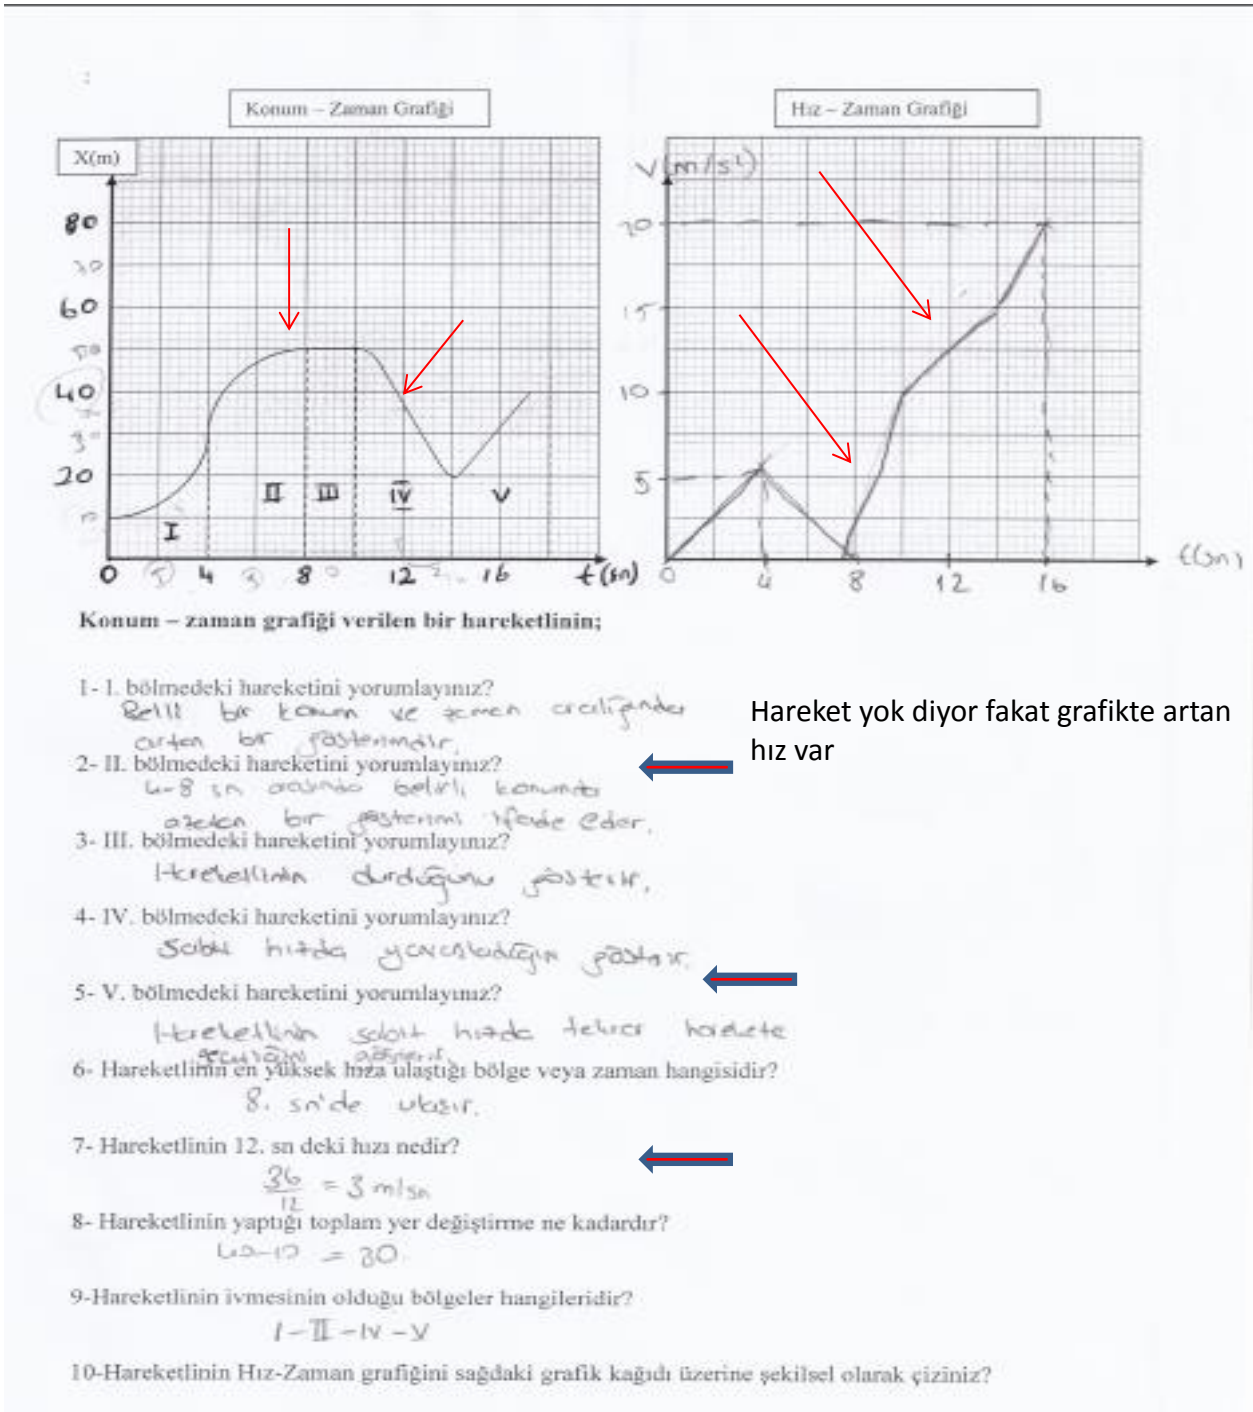 Konum – Zaman Grafiği
Hız – Zaman Grafiği
X(m)
V(m/s²)
80
60
50
40
30
20
I
II
III
IV
V
0 4 8 12 16 t(sn)
20
15
10
5
0 4 8 12 16 t(sn)
Konum – zaman grafiği verilen bir hareketlinin;
1- I. bölmedeki hareketini yorumlayınız?
Belli bir konum ve zaman aralığında
artan bir gösterimdir.
Hareket yok diyor fakat grafikte artan
hız var
2- II. bölmedeki hareketini yorumlayınız?
4-8 sn arasında belirli konumda
azalan bir gösterimi ifade eder.
3- III. bölmedeki hareketini yorumlayınız?
Hareketlinin durduğunu gösterir.
4- IV. bölmedeki hareketini yorumlayınız?
Sabit hızda yavaşladığın gösterir.
5- V. bölmedeki hareketini yorumlayınız?
Hareketlinin sabit hızda tekrar harekete
geçtiğini gösterir.
6- Hareketlinin en yüksek hıza ulaştığı bölge veya zaman hangisidir?
8. sn'de ulaşır.
7- Hareketlinin 12. sn deki hızı nedir?
36/12 = 3 m/sn
8- Hareketlinin yaptığı toplam yer değiştirme ne kadardır?
40-10 = 30
9-Hareketlinin ivmesinin olduğu bölgeler hangileridir?
I – II – IV – V
10-Hareketlinin Hız-Zaman grafiğini sağdaki grafik kağıdı üzerine şekilsel olarak çiziniz?